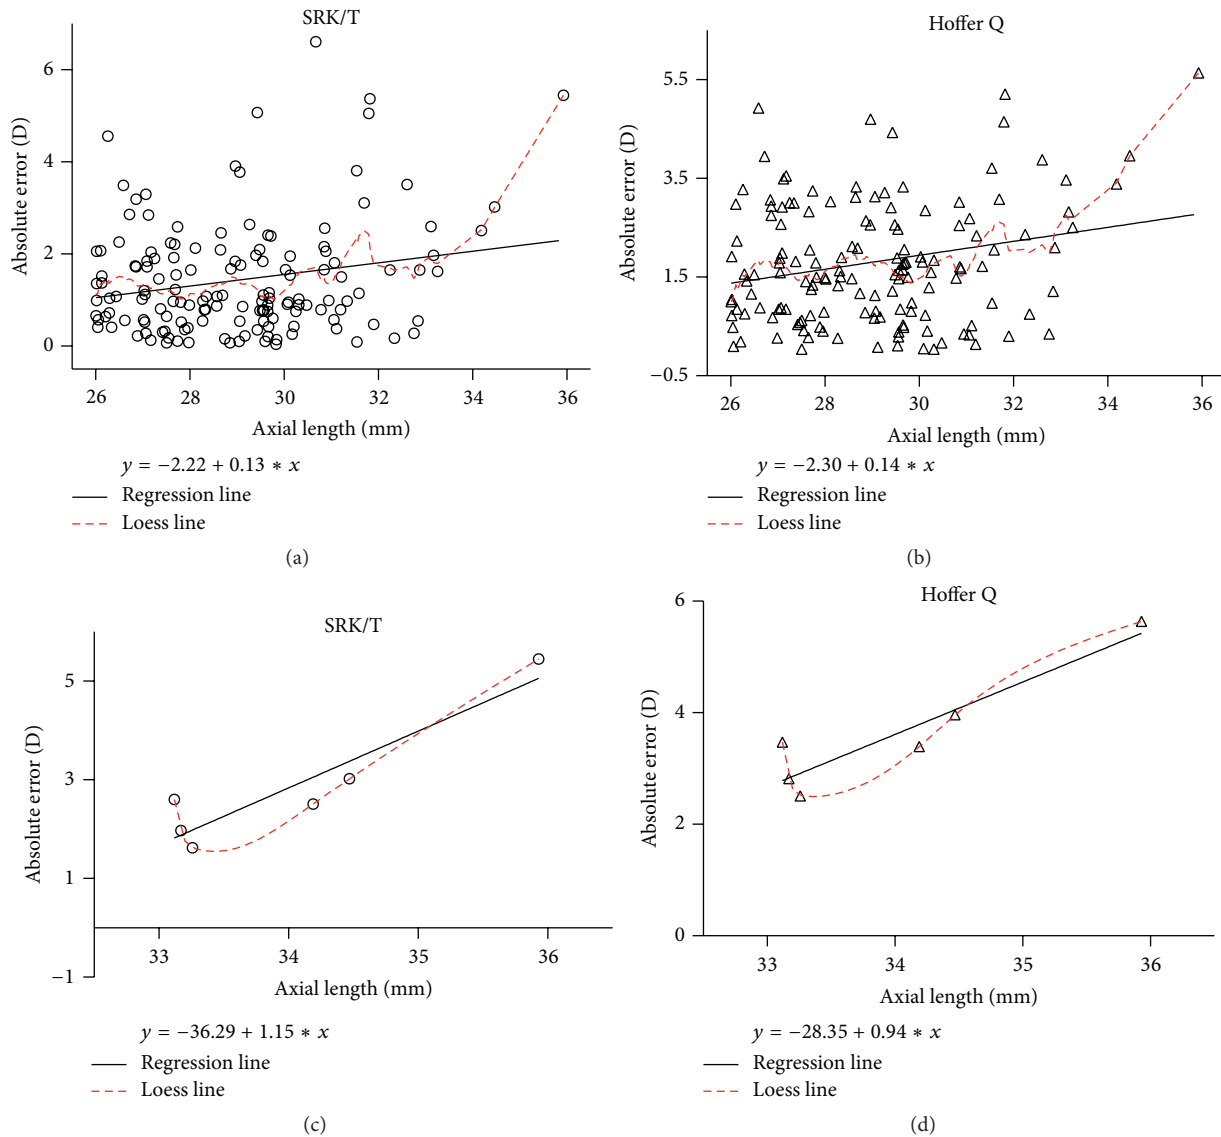 SRK/T
Absolute error (D)
6
4
2
0
26
28
30
32
34
36
Axial length (mm)
y = −2.22 + 0.13 ∗ x
Regression line
Loess line
(a)
Hoffer Q
Absolute error (D)
5.5
3.5
1.5
−0.5
26
28
30
32
34
36
Axial length (mm)
y = −2.30 + 0.14 ∗ x
Regression line
Loess line
(b)
SRK/T
Absolute error (D)
5
3
1
−1
33
34
35
36
Axial length (mm)
y = −36.29 + 1.15 ∗ x
Regression line
Loess line
(c)
Hoffer Q
Absolute error (D)
6
4
2
0
33
34
35
36
Axial length (mm)
y = −28.35 + 0.94 ∗ x
Regression line
Loess line
(d)